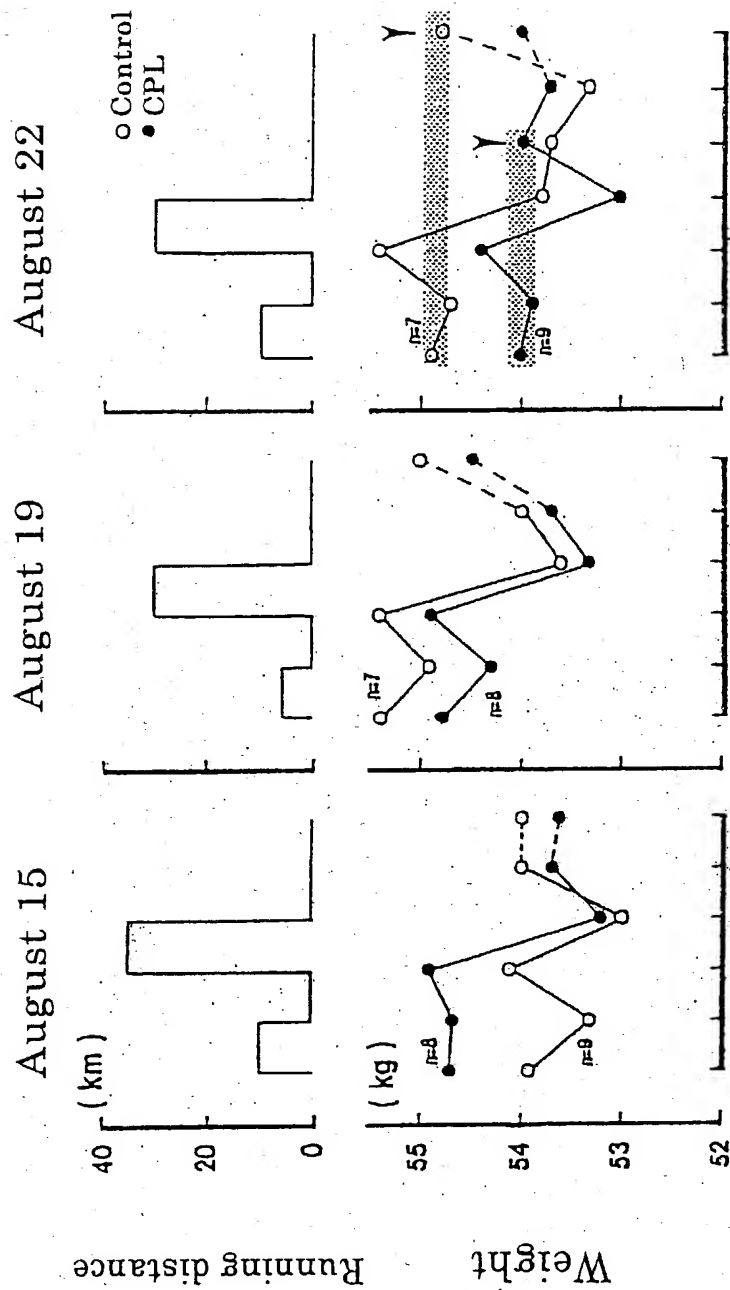 August 15
August 19
August 22
(km)
40
20
0
Running distance
○ Control
● CPL
(kg)
55
54
53
52
Weight
n=8
n=9
n=7
n=8
n=7
n=9